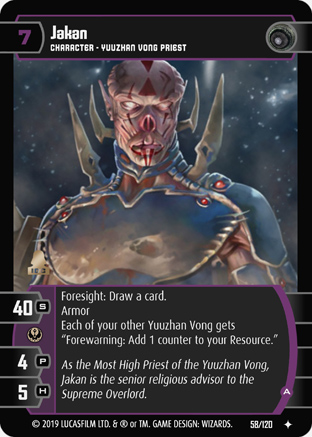 7
Jakan
CHARACTER - YUUZHAN VONG PRIEST
40 S
Foresight: Draw a card.
Armor
Each of your other Yuuzhan Vong gets
“Forewarning: Add 1 counter to your Resource.”
4 P
5 H
As the Most High Priest of the Yuuzhan Vong,
Jakan is the senior religious advisor to the
Supreme Overlord.
A
© 2019 LUCASFILM LTD. & ® or TM. GAME DESIGN: WIZARDS. 58/120